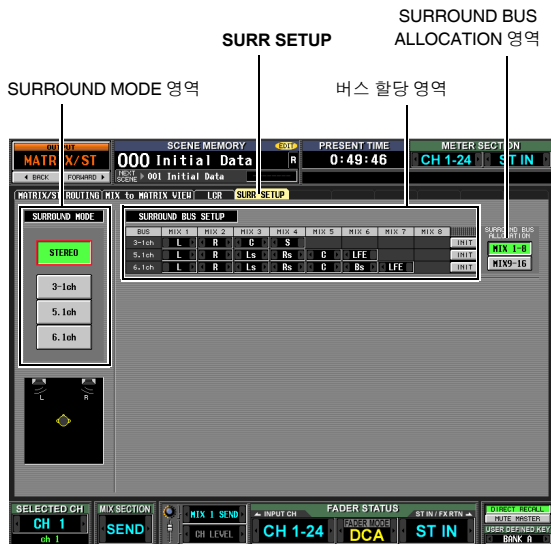 SURROUND BUS
ALLOCATION 영역
SURR SETUP
SURROUND MODE 영역
버스 할당 영역
OUTPUT
MATRIX/ST
BACK FORWARD
SCENE MEMORY EDIT
000 Initial Data R
NEXT SCENE 001 Initial Data
PRESENT TIME
0:49:46
METER SECTION
CH 1-24 ST IN
MATRIX/ST ROUTING MIX to MATRIX VIEW LCR SURR SETUP
SURROUND MODE
STEREO
3-1ch
5.1ch
6.1ch
SURROUND BUS SETUP
BUS MIX 1 MIX 2 MIX 3 MIX 4 MIX 5 MIX 6 MIX 7 MIX 8
3-1ch L R C S INIT
5.1ch L R Ls Rs C LFE INIT
6.1ch L R Ls Rs C Bs LFE INIT
SURROUND BUS
ALLOCATION
MIX 1-8
MIX9-16
L R
SELECTED CH
CH 1
ch 1
MIX SECTION
SEND
MIX 1 SEND
CH LEVEL
FADER STATUS
INPUT CH
CH 1-24
FADER MODE
DCA
ST IN / FX RTN
ST IN
DIRECT RECALL
MUTE MASTER
USER DEFINED KEY
BANK A